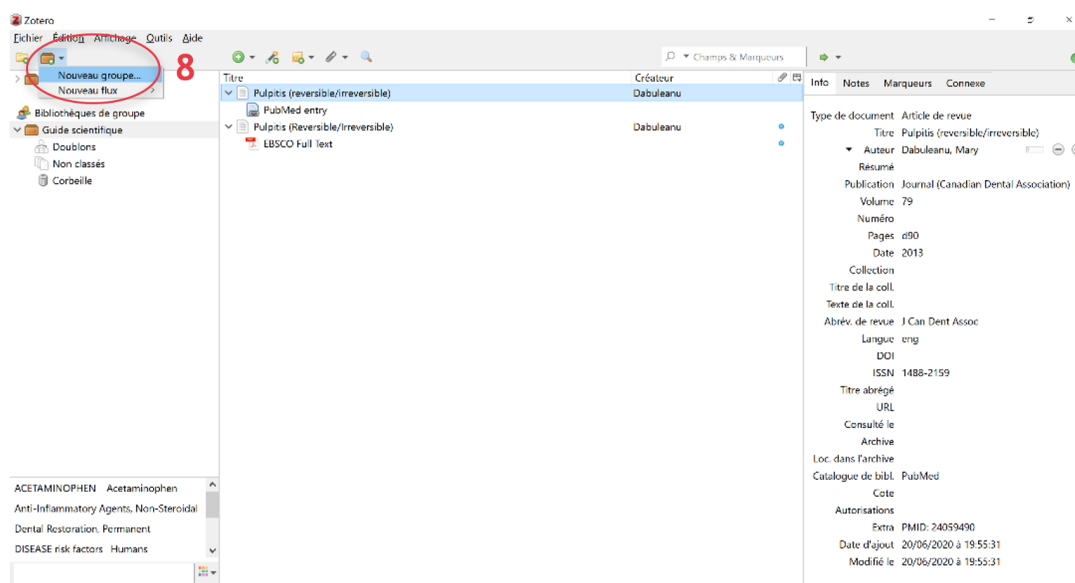 Zotero
Fichier Édition Affichage Outils Aide
8
Champs & Marqueurs
Nouveau groupe...
Nouveau flux
Bibliothèques de groupe
Guide scientifique
Doublons
Non classés
Corbeille
ACETAMINOPHEN Acetaminophen
Anti-Inflammatory Agents, Non-Steroidal
Dental Restoration, Permanent
DISEASE risk factors Humans
Titre Créateur
Pulpitis (reversible/irreversible) Dabuleanu
PubMed entry
Pulpitis (Reversible/Irreversible) Dabuleanu
EBSCO Full Text
Info Notes Marqueurs Connexe
Type de document Article de revue
Titre Pulpitis (reversible/irreversible)
Auteur Dabuleanu, Mary
Résumé
Publication Journal (Canadian Dental Association)
Volume 79
Numéro
Pages d90
Date 2013
Collection
Titre de la coll.
Texte de la coll.
Abrév. de revue J Can Dent Assoc
Langue eng
DOI
ISSN 1488-2159
Titre abrégé
URL
Consulté le
Archive
Loc. dans l'archive
Catalogue de bibl. PubMed
Cote
Autorisations
Extra PMID: 24059490
Date d'ajout 20/06/2020 à 19:55:31
Modifié le 20/06/2020 à 19:55:31